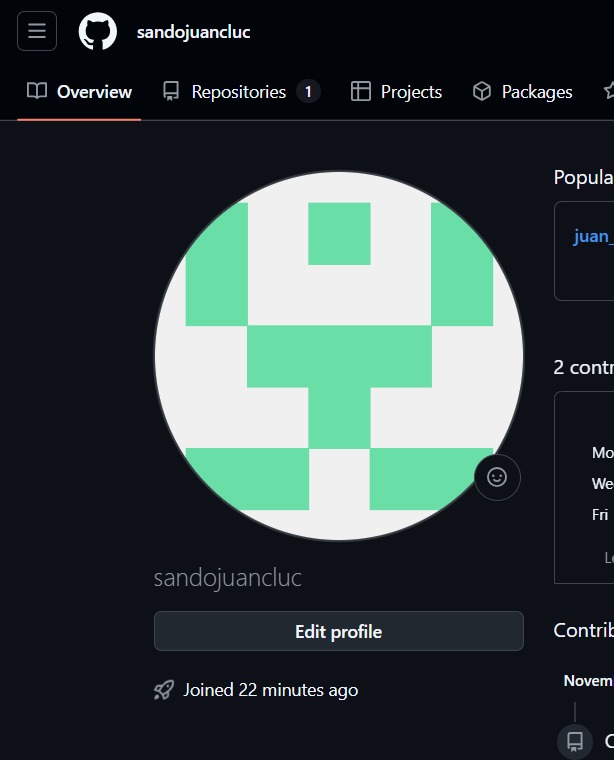 sandojuancluc
Overview
Repositories 1
Projects
Packages
Popula
juan_
2 contr
Mo
We
Fri
Le
sandojuancluc
Edit profile
Joined 22 minutes ago
Contrib
Novem
C